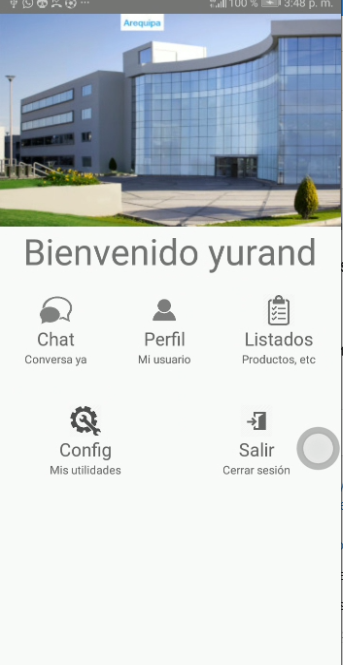 100 % 3:48 p. m.
Arequipa
Bienvenido yurand
Chat
Conversa ya
Perfil
Mi usuario
Listados
Productos, etc
Config
Mis utilidades
Salir
Cerrar sesión